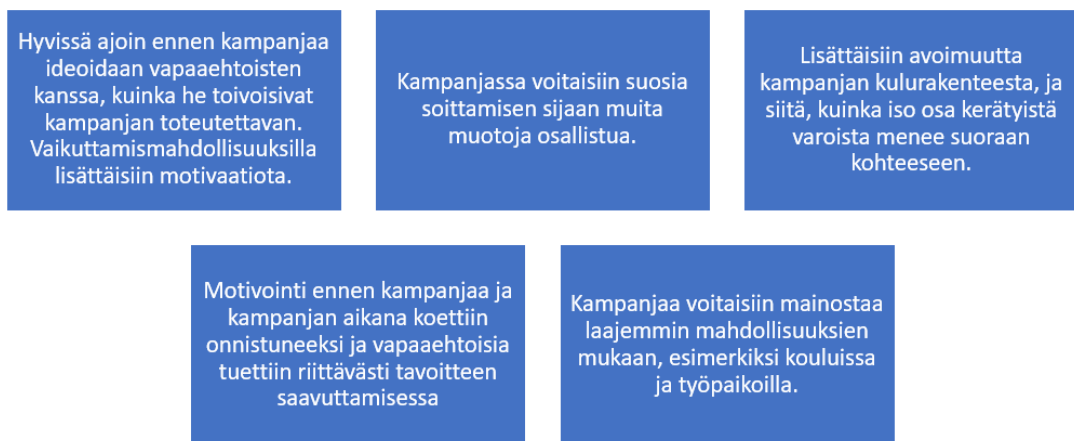 Hyvissä ajoin ennen kampanjaa
ideoidaan vapaaehtoisten
kanssa, kuinka he toivoisivat
kampanjan toteutettavan.
Vaikuttamismahdollisuuksilla
lisättäisiin motivaatiota.
Kampanjassa voitaisiin suosia
soittamisen sijaan muita
muotoja osallistua.
Lisättäisiin avoimuutta
kampanjan kulurakenteesta, ja
siitä, kuinka iso osa kerätyistä
varoista menee suoraan
kohteeseen.
Motivointi ennen kampanjaa ja
kampanjan aikana koettiin
onnistuneeksi ja vapaaehtoisia
tuettiin riittävästi tavoitteen
saavuttamisessa
Kampanjaa voitaisiin mainostaa
laajemmin mahdollisuuksien
mukaan, esimerkiksi kouluissa
ja työpaikoilla.